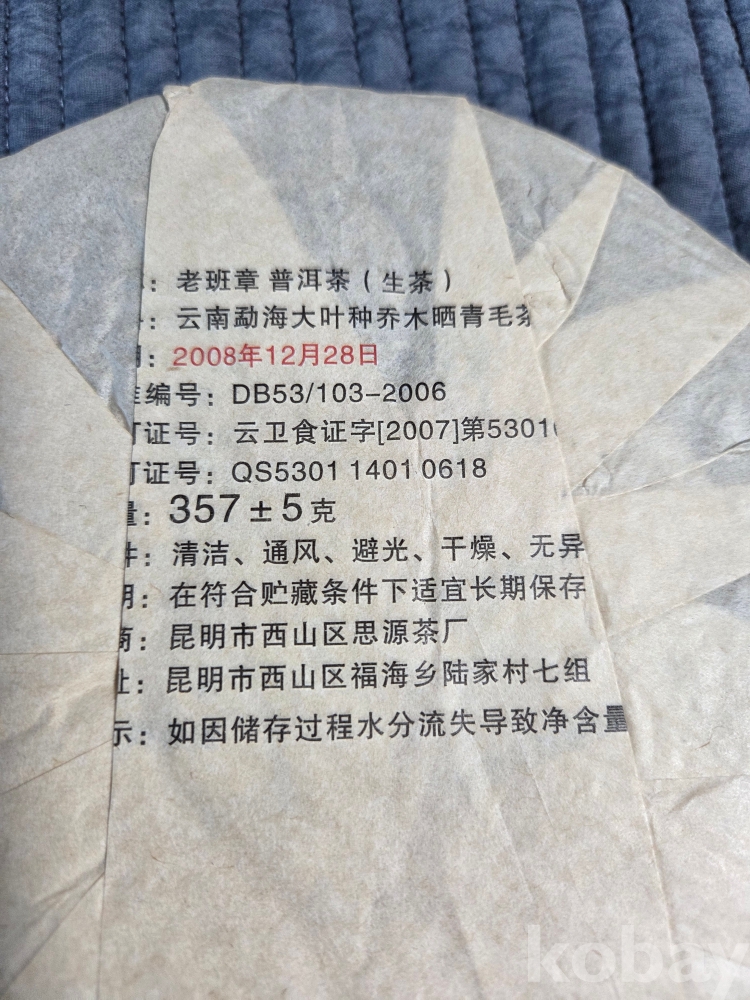 ：老班章 普洱茶（生茶）
：云南勐海大叶种乔木晒青毛茶
：2008年12月28日
编号：DB53/103-2006
证号：云卫食证字[2007]第5301
证号：QS5301 1401 0618
量：357±5克
件：清洁、通风、避光、干燥、无异
：在符合贮藏条件下适宜长期保存
：昆明市西山区思源茶厂
址：昆明市西山区福海乡陆家村七组
示：如因储存过程水分流失导致净含量
kobay